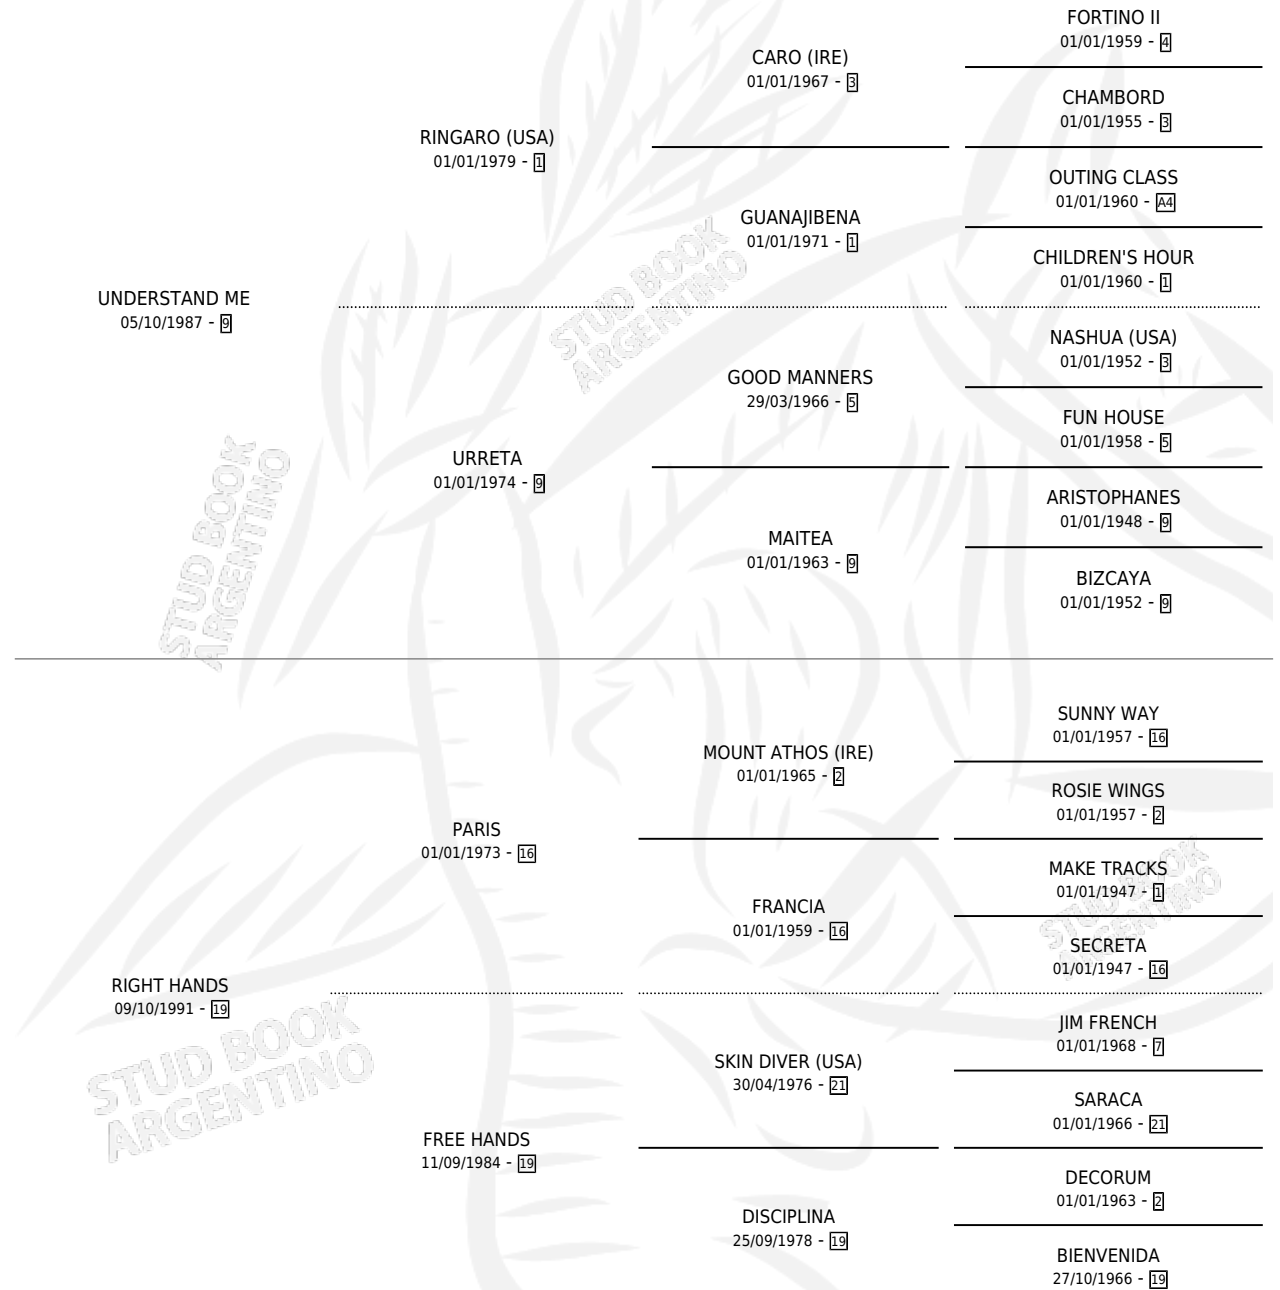 FORTINO II
01/01/1959 - 4
CARO (IRE)
01/01/1967 - 3
CHAMBORD
01/01/1955 - 3
RINGARO (USA)
01/01/1979 - 1
OUTING CLASS
01/01/1960 - A4
GUANAJIBENA
01/01/1971 - 1
CHILDREN'S HOUR
01/01/1960 - 1
UNDERSTAND ME
05/10/1987 - 9
NASHUA (USA)
01/01/1952 - 3
GOOD MANNERS
29/03/1966 - 5
FUN HOUSE
01/01/1958 - 5
URRETA
01/01/1974 - 9
ARISTOPHANES
01/01/1948 - 9
MAITEA
01/01/1963 - 9
BIZCAYA
01/01/1952 - 9
SUNNY WAY
01/01/1957 - 16
MOUNT ATHOS (IRE)
01/01/1965 - 2
ROSIE WINGS
01/01/1957 - 2
PARIS
01/01/1973 - 16
MAKE TRACKS
01/01/1947 - 1
FRANCIA
01/01/1959 - 16
SECRETA
01/01/1947 - 16
RIGHT HANDS
09/10/1991 - 19
JIM FRENCH
01/01/1968 - 7
SKIN DIVER (USA)
30/04/1976 - 21
SARACA
01/01/1966 - 21
FREE HANDS
11/09/1984 - 19
DECORUM
01/01/1963 - 2
DISCIPLINA
25/09/1978 - 19
BIENVENIDA
27/10/1966 - 19
STUD BOOK
ARGENTINO
STUD BOOK
ARGENTINO
STUD BOOK
ARGENTINO
STUD BOOK
ARGENTINO